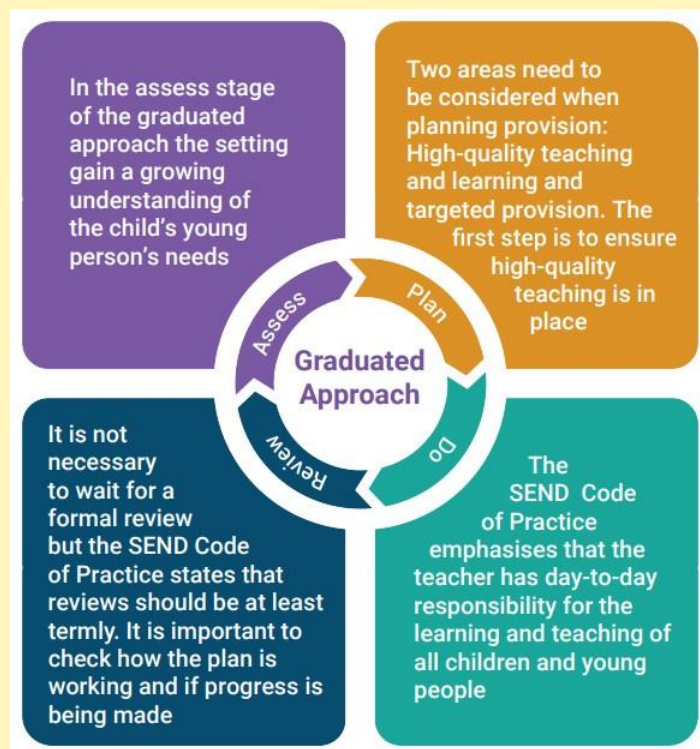 In the assess stage
of the graduated
approach the setting
gain a growing
understanding of
the child's young
person's needs
Two areas need to
be considered when
planning provision:
High-quality teaching
and learning and
targeted provision. The
first step is to ensure
high-quality
teaching is in
place
Assess
Plan
Graduated
Approach
Review
Do
It is not
necessary
to wait for a
formal review
but the SEND Code
of Practice states that
reviews should be at least
termly. It is important to
check how the plan is
working and if progress is
being made
The
SEND Code
of Practice
emphasises that the
teacher has day-to-day
responsibility for the
learning and teaching of
all children and young
people